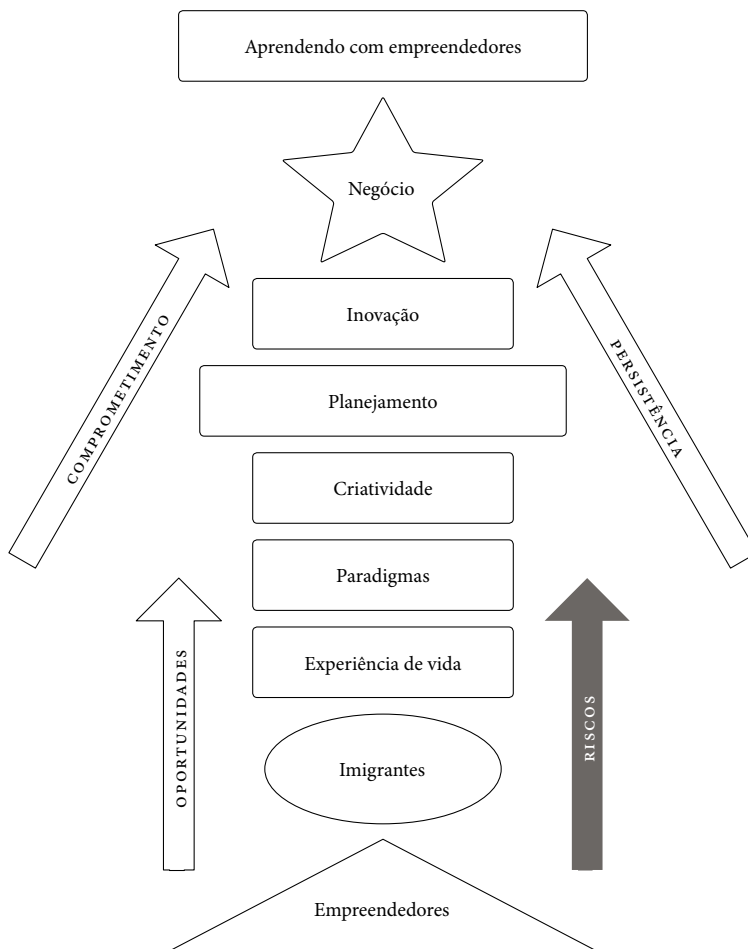 Aprendendo com empreendedores
Negócio
COMPROMETIMENTO
PERSISTÊNCIA
Inovação
Planejamento
Criatividade
Paradigmas
Experiência de vida
OPORTUNIDADES
RISCOS
Imigrantes
Empreendedores